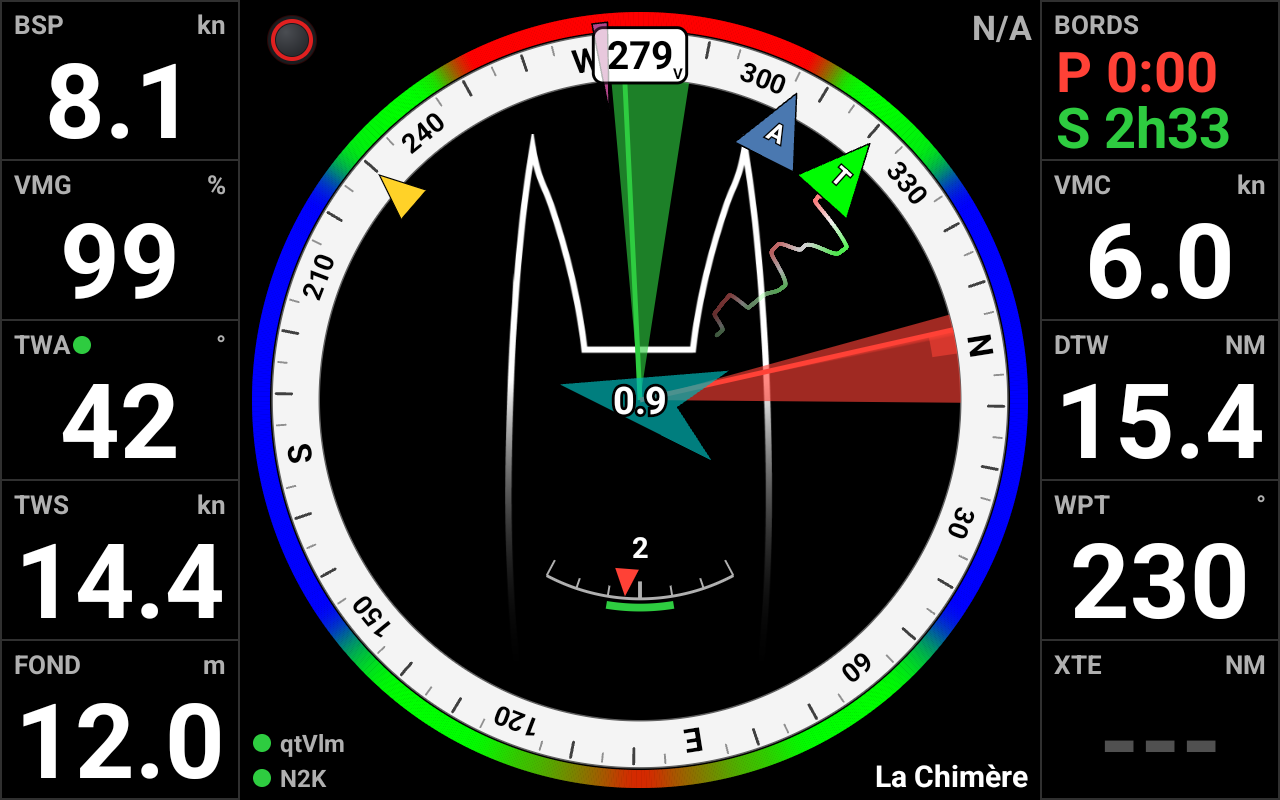 BSP kn
8.1
VMG %
99
TWA °
42
TWS kn
14.4
FOND m
12.0
N/A
279 V
W
300
330
N
30
60
E
120
150
S
210
240
A
T
0.9
2
qtVlm
N2K
La Chimère
BORDS
P 0:00
S 2h33
VMC kn
6.0
DTW NM
15.4
WPT °
230
XTE NM
---